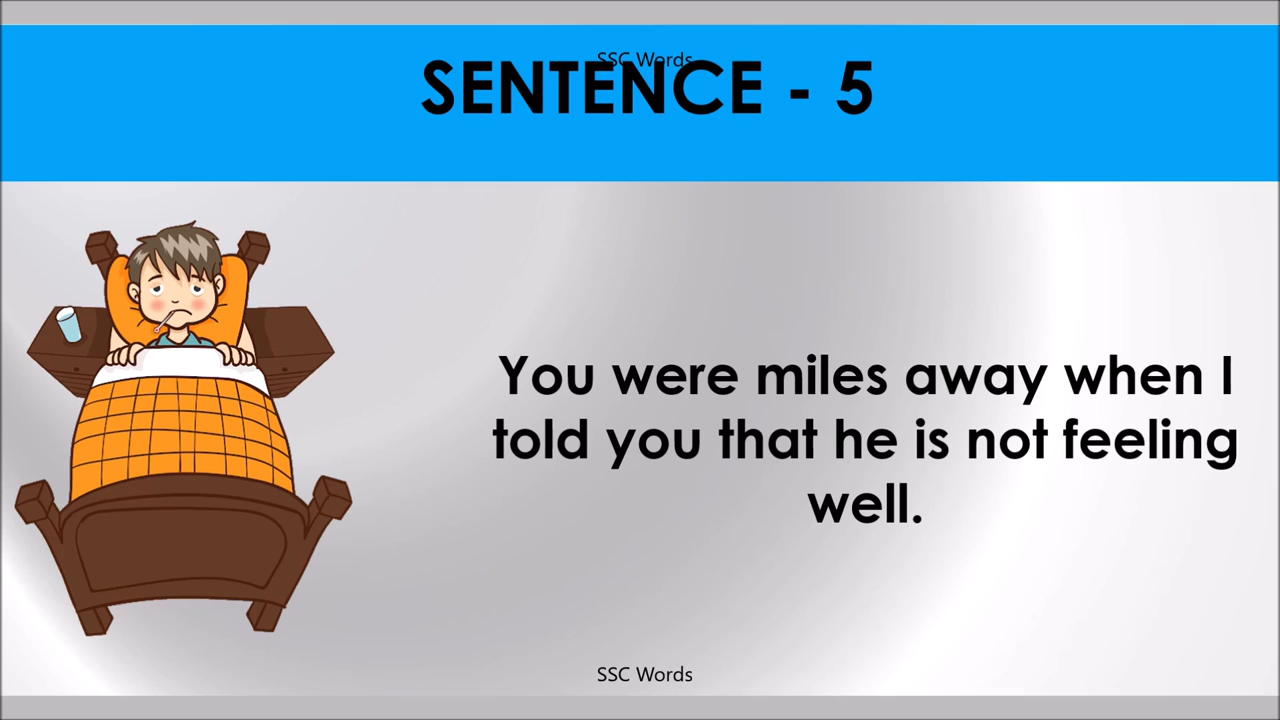 SSC Words
SENTENCE - 5
You were miles away when I
told you that he is not feeling
well.
SSC Words